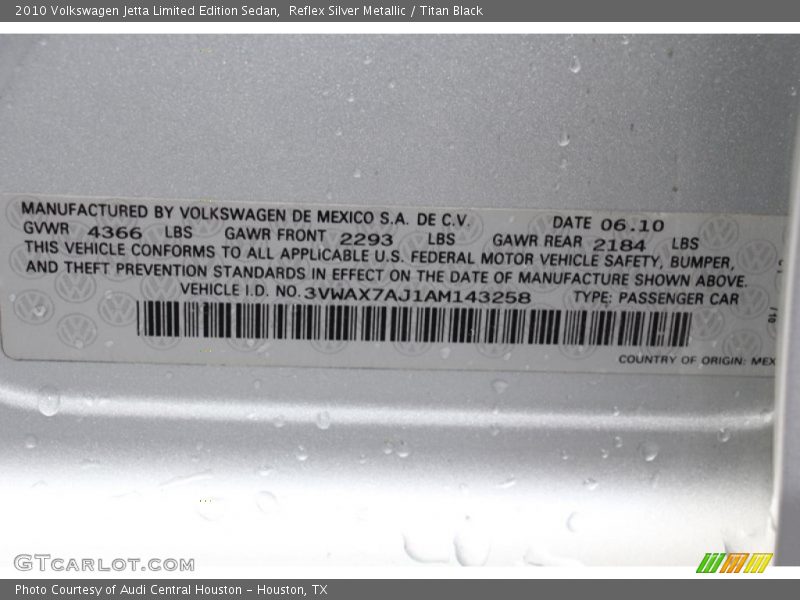 2010 Volkswagen Jetta Limited Edition Sedan,  Reflex Silver Metallic / Titan Black
MANUFACTURED BY VOLKSWAGEN DE MEXICO S.A. DE C.V. DATE 06.10
GVWR 4366 LBS GAWR FRONT 2293 LBS GAWR REAR 2184 LBS
THIS VEHICLE CONFORMS TO ALL APPLICABLE U.S. FEDERAL MOTOR VEHICLE SAFETY, BUMPER,
AND THEFT PREVENTION STANDARDS IN EFFECT ON THE DATE OF MANUFACTURE SHOWN ABOVE.
VEHICLE I.D. NO. 3VWAX7AJ1AM143258 TYPE: PASSENGER CAR
COUNTRY OF ORIGIN: MEX
GTCARLOT.COM
Photo Courtesy of Audi Central Houston - Houston, TX